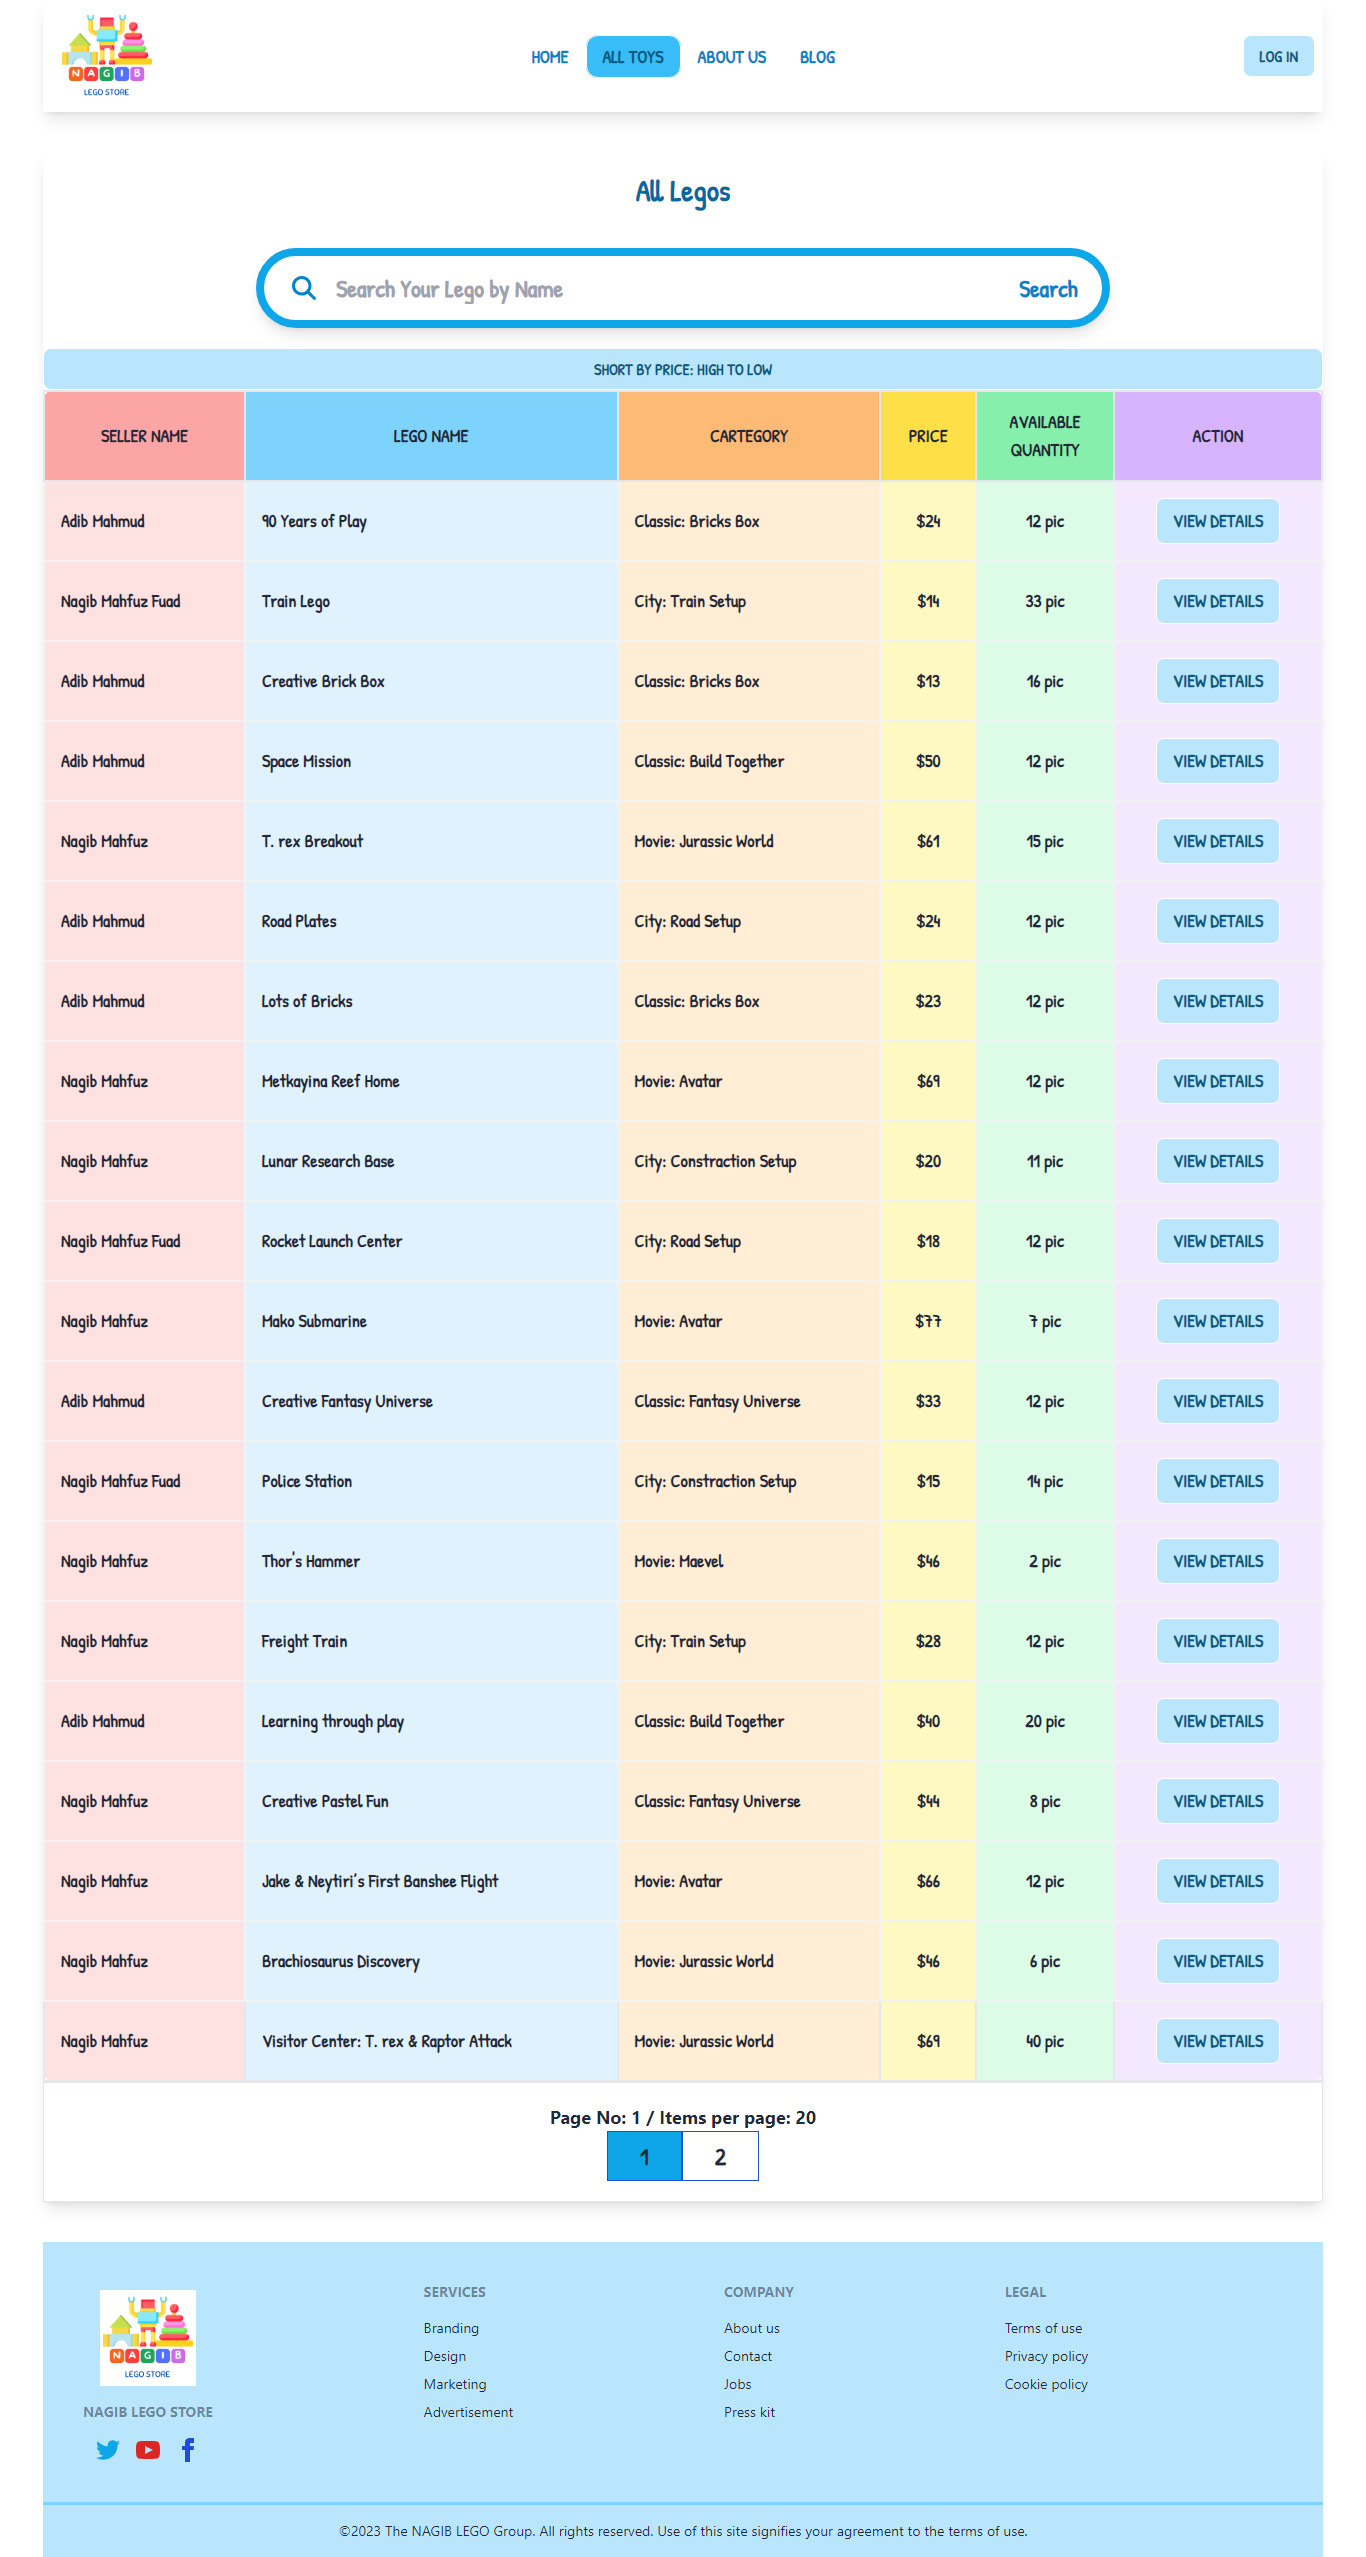 NAGIB
LEGO STORE
HOME ALL TOYS ABOUT US BLOG LOG IN
All Legos
Search Your Lego by Name Search
SHORT BY PRICE: HIGH TO LOW
SELLER NAME LEGO NAME CARTEGORY PRICE AVAILABLE QUANTITY ACTION
Adib Mahmud 90 Years of Play Classic: Bricks Box $24 12 pic VIEW DETAILS
Nagib Mahfuz Fuad Train Lego City: Train Setup $14 33 pic VIEW DETAILS
Adib Mahmud Creative Brick Box Classic: Bricks Box $13 16 pic VIEW DETAILS
Adib Mahmud Space Mission Classic: Build Together $50 12 pic VIEW DETAILS
Nagib Mahfuz T. rex Breakout Movie: Jurassic World $61 15 pic VIEW DETAILS
Adib Mahmud Road Plates City: Road Setup $24 12 pic VIEW DETAILS
Adib Mahmud Lots of Bricks Classic: Bricks Box $23 12 pic VIEW DETAILS
Nagib Mahfuz Metkayina Reef Home Movie: Avatar $69 12 pic VIEW DETAILS
Nagib Mahfuz Lunar Research Base City: Constraction Setup $20 11 pic VIEW DETAILS
Nagib Mahfuz Fuad Rocket Launch Center City: Road Setup $18 12 pic VIEW DETAILS
Nagib Mahfuz Mako Submarine Movie: Avatar $77 7 pic VIEW DETAILS
Adib Mahmud Creative Fantasy Universe Classic: Fantasy Universe $33 12 pic VIEW DETAILS
Nagib Mahfuz Fuad Police Station City: Constraction Setup $15 14 pic VIEW DETAILS
Nagib Mahfuz Thor's Hammer Movie: Maevel $46 2 pic VIEW DETAILS
Nagib Mahfuz Freight Train City: Train Setup $28 12 pic VIEW DETAILS
Adib Mahmud Learning through play Classic: Build Together $40 20 pic VIEW DETAILS
Nagib Mahfuz Creative Pastel Fun Classic: Fantasy Universe $44 8 pic VIEW DETAILS
Nagib Mahfuz Jake & Neytiri's First Banshee Flight Movie: Avatar $66 12 pic VIEW DETAILS
Nagib Mahfuz Brachiosaurus Discovery Movie: Jurassic World $46 6 pic VIEW DETAILS
Nagib Mahfuz Visitor Center: T. rex & Raptor Attack Movie: Jurassic World $69 40 pic VIEW DETAILS
Page No: 1 / Items per page: 20
1 2
NAGIB
LEGO STORE
NAGIB LEGO STORE
SERVICES
Branding
Design
Marketing
Advertisement
COMPANY
About us
Contact
Jobs
Press kit
LEGAL
Terms of use
Privacy policy
Cookie policy
©2023 The NAGIB LEGO Group. All rights reserved. Use of this site signifies your agreement to the terms of use.